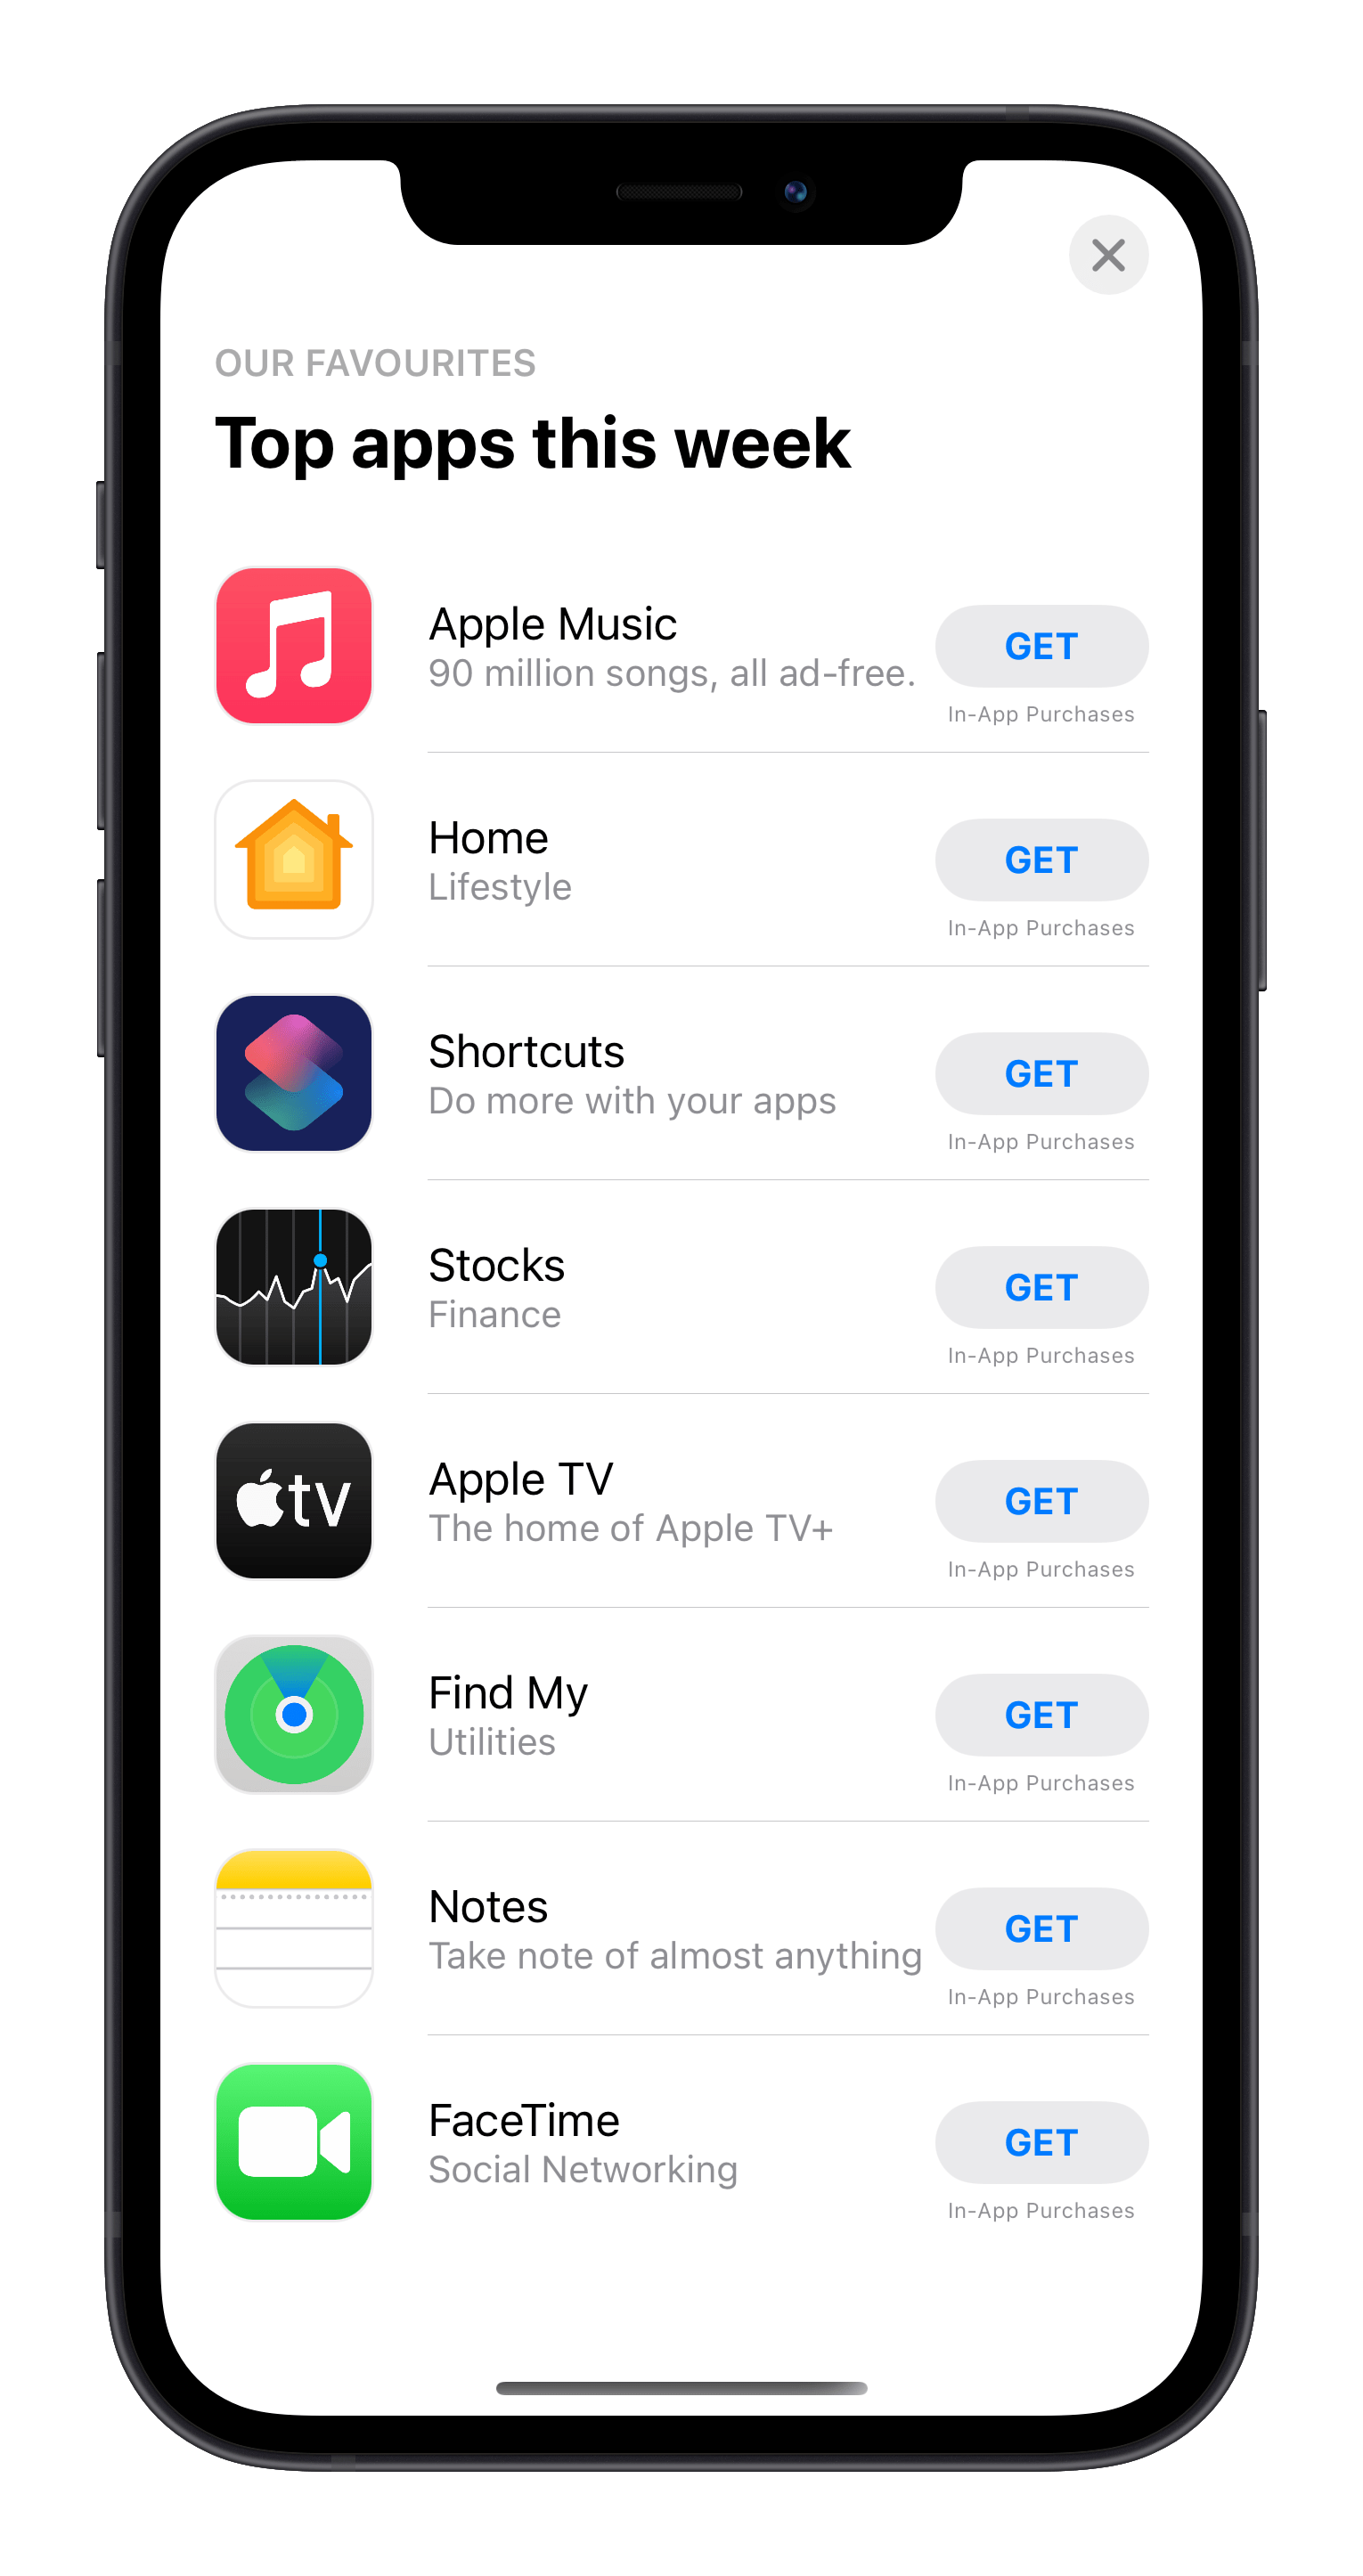 OUR FAVOURITES
Top apps this week
Apple Music
90 million songs, all ad-free.
GET
In-App Purchases
Home
Lifestyle
GET
In-App Purchases
Shortcuts
Do more with your apps
GET
In-App Purchases
Stocks
Finance
GET
In-App Purchases
tv
Apple TV
The home of Apple TV+
GET
In-App Purchases
Find My
Utilities
GET
In-App Purchases
Notes
Take note of almost anything
GET
In-App Purchases
FaceTime
Social Networking
GET
In-App Purchases